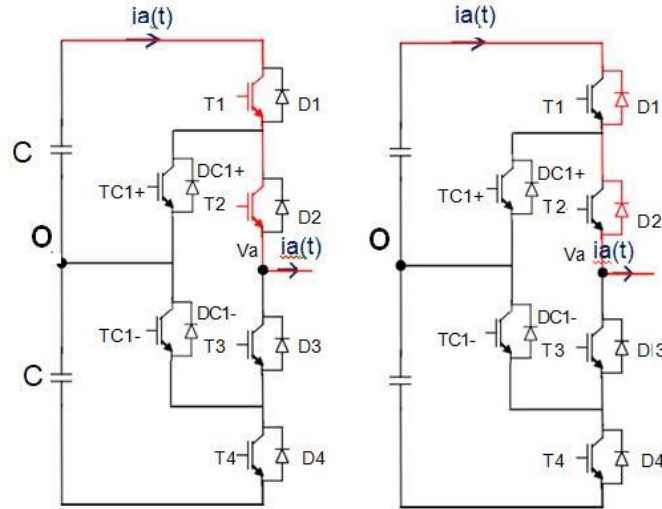 ia(t)
T1
D1
C
TC1+
DC1+
T2
D2
O
Va
ia(t)
TC1-
DC1-
T3
D3
C
T4
D4
ia(t)
T1
D1
TC1+
DC1+
T2
D2
O
Va
ia(t)
TC1-
DC1-
T3
DI3
T4
D4